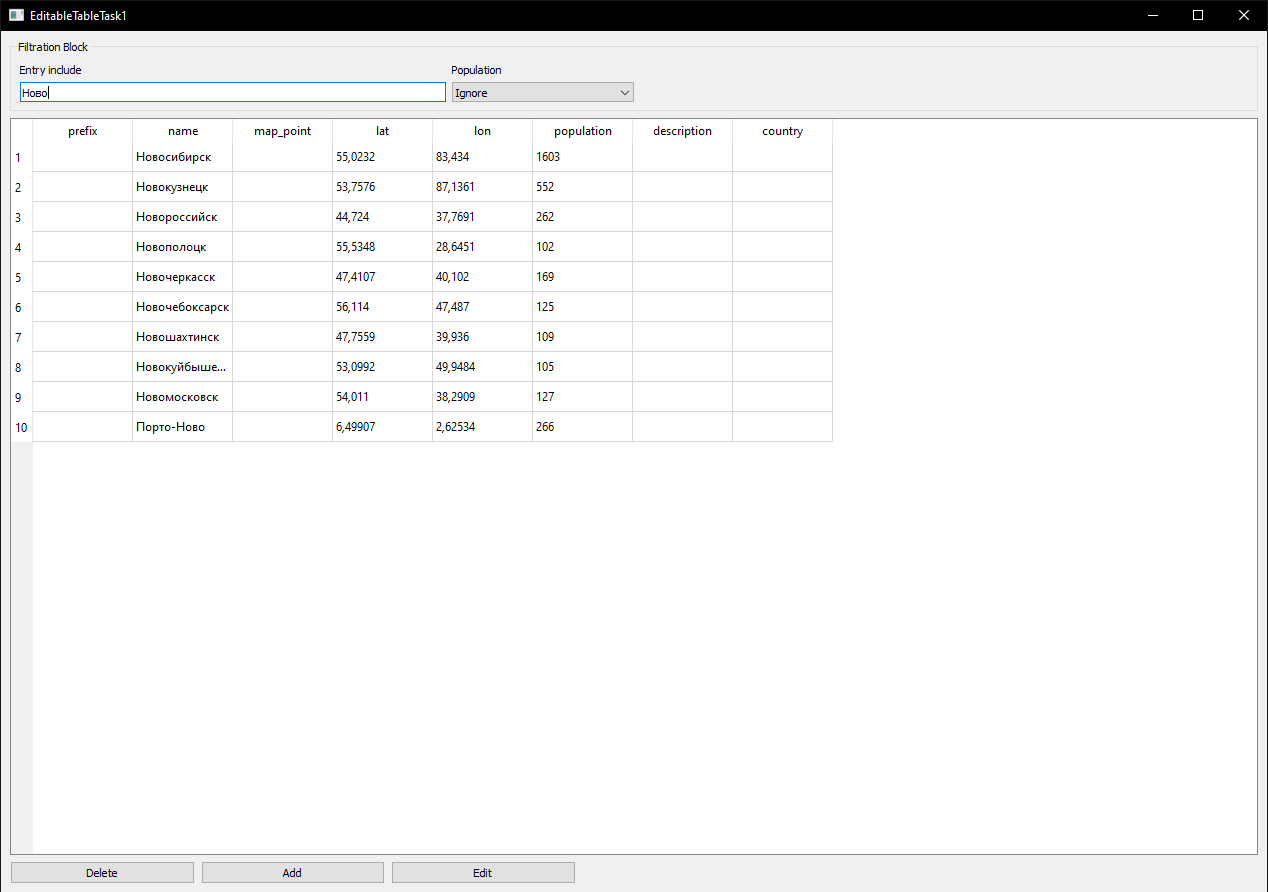 EditableTableTask1
Filtration Block
Entry include Population
Ново Ignore
prefix name map_point lat lon population description country
1 Новосибирск 55,0232 83,434 1603
2 Новокузнецк 53,7576 87,1361 552
3 Новороссийск 44,724 37,7691 262
4 Новополоцк 55,5348 28,6451 102
5 Новочеркасск 47,4107 40,102 169
6 Новочебоксарск 56,114 47,487 125
7 Новошахтинск 47,7559 39,936 109
8 Новокуйбыше... 53,0992 49,9484 105
9 Новомосковск 54,011 38,2909 127
10 Порто-Ново 6,49907 2,62534 266
Delete Add Edit